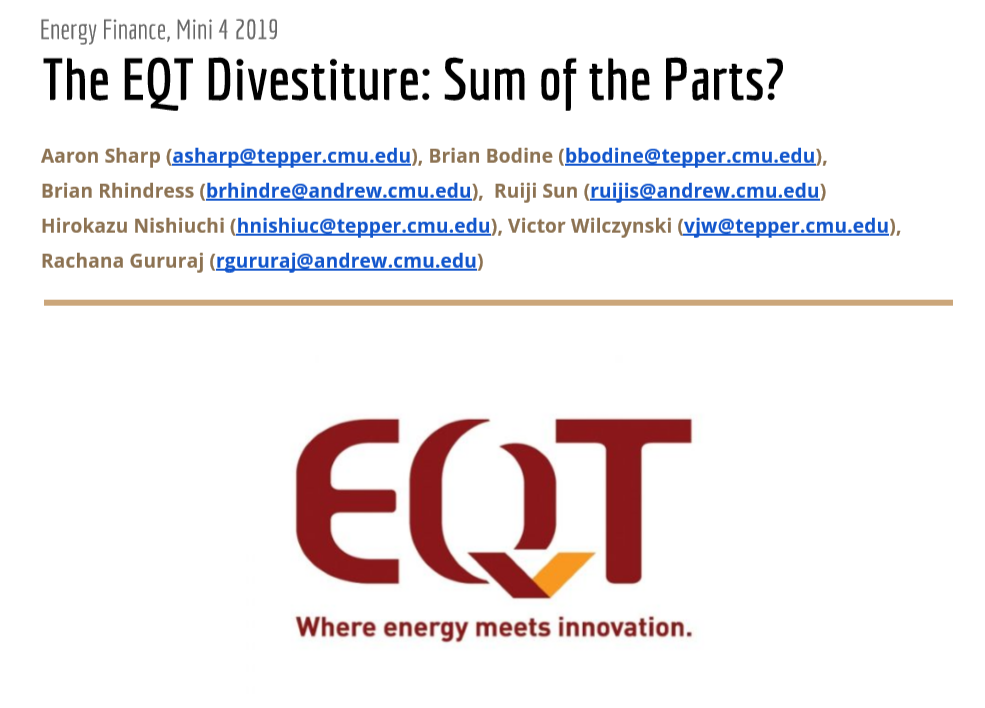 Energy Finance, Mini 4 2019
The EQT Divestiture: Sum of the Parts?
Aaron Sharp (asharp@tepper.cmu.edu), Brian Bodine (bbodine@tepper.cmu.edu),
Brian Rhindress (brhindre@andrew.cmu.edu), Ruiji Sun (ruijis@andrew.cmu.edu)
Hirokazu Nishiuchi (hnishiuc@tepper.cmu.edu), Victor Wilczynski (vjw@tepper.cmu.edu),
Rachana Gururaj (rgururaj@andrew.cmu.edu)
EQT
Where energy meets innovation.